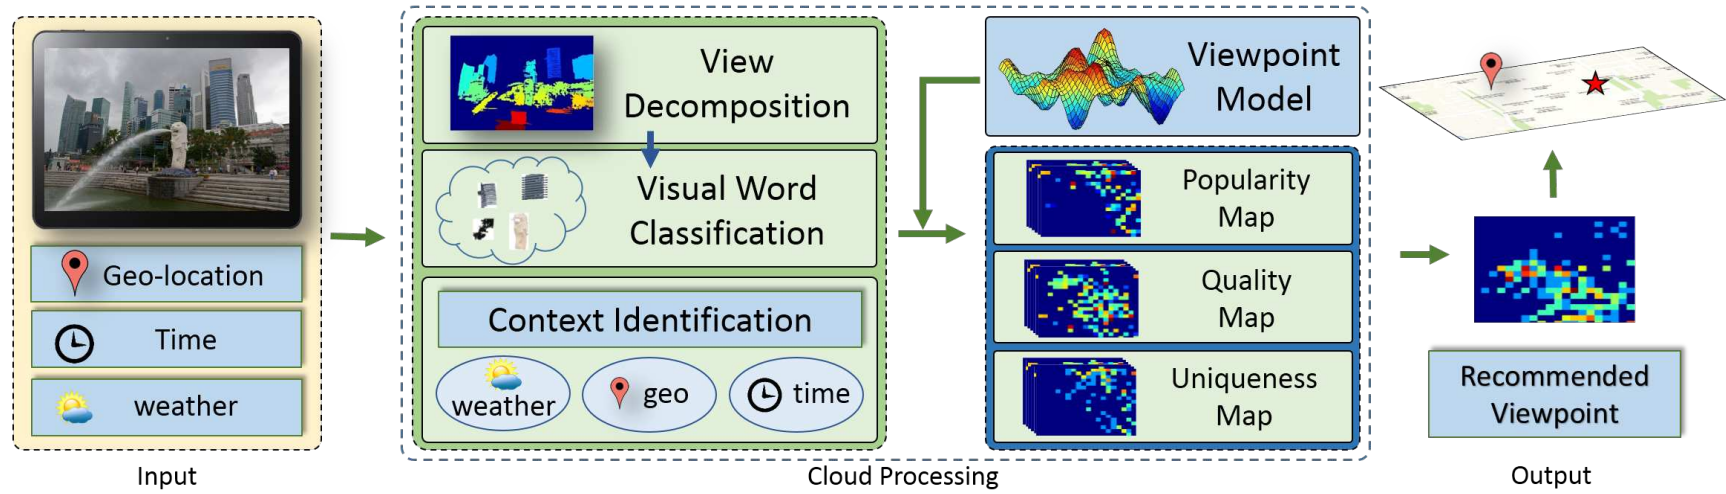 Geo-location
Time
weather
Input
View
Decomposition
Visual Word
Classification
Context Identification
weather
geo
time
Viewpoint
Model
Popularity
Map
Quality
Map
Uniqueness
Map
Cloud Processing
Recommended
Viewpoint
Output